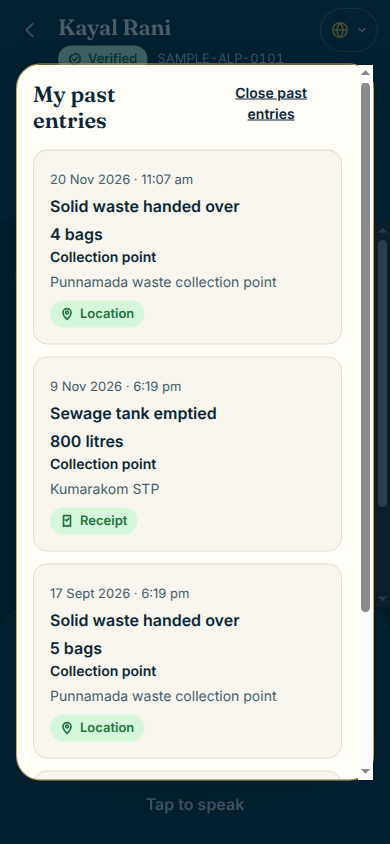 Kayal Rani
Verified SAMPLE-ALP-0101
My past
entries
Close past
entries
20 Nov 2026 · 11:07 am
Solid waste handed over
4 bags
Collection point
Punnamada waste collection point
Location
9 Nov 2026 · 6:19 pm
Sewage tank emptied
800 litres
Collection point
Kumarakom STP
Receipt
17 Sept 2026 · 6:19 pm
Solid waste handed over
5 bags
Collection point
Punnamada waste collection point
Location
Tap to speak